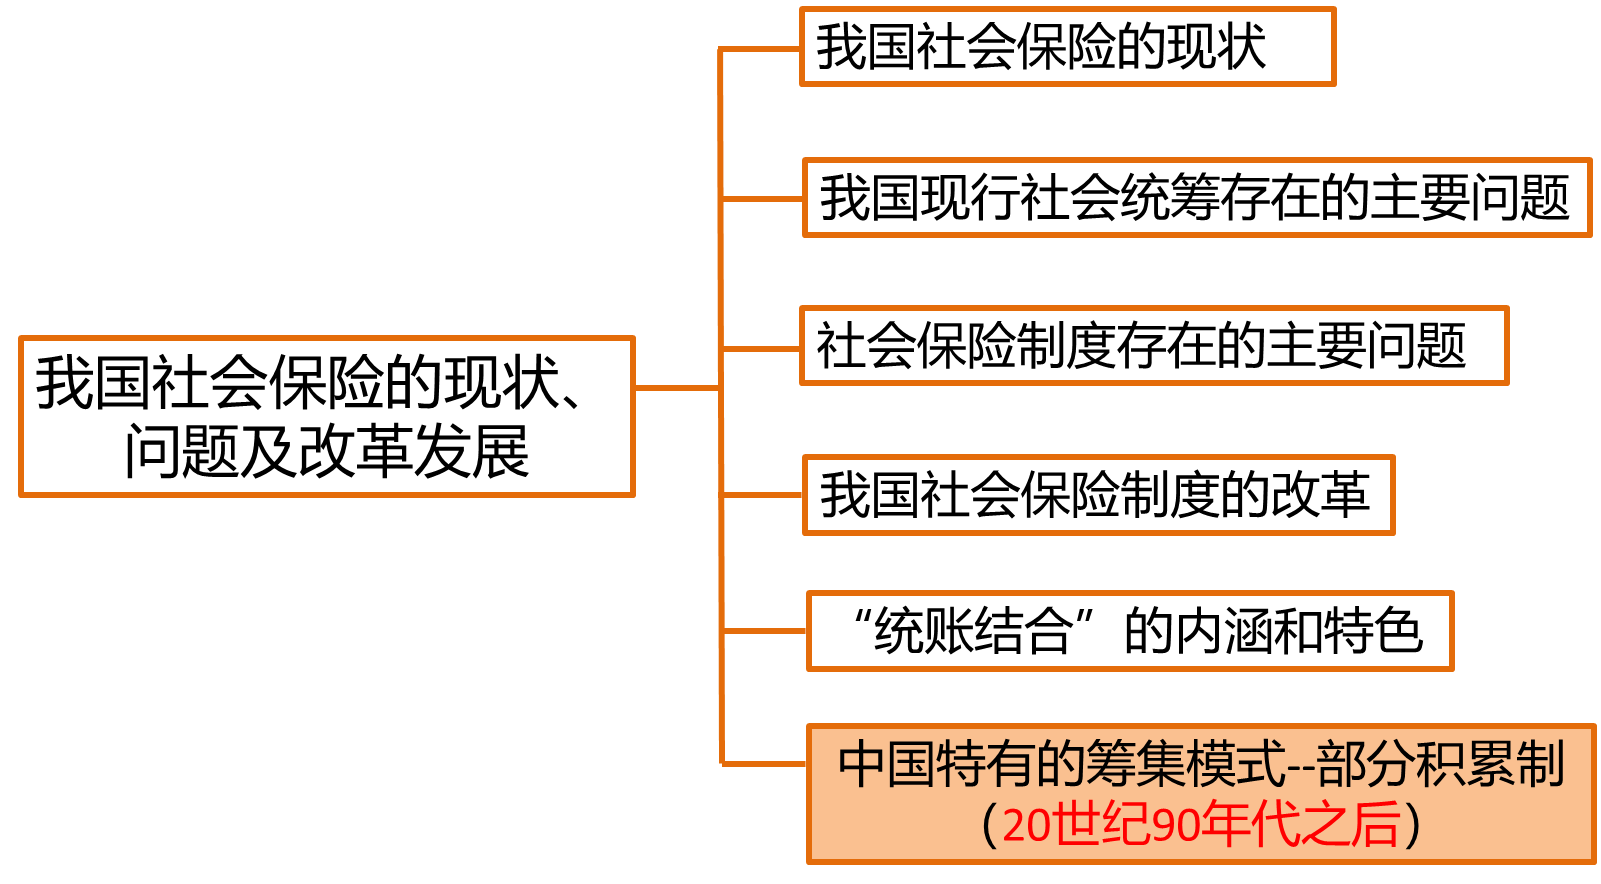 我国社会保险的现状
我国现行社会统筹存在的主要问题
社会保险制度存在的主要问题
我国社会保险的现状、
问题及改革发展
我国社会保险制度的改革
“统账结合”的内涵和特色
中国特有的筹集模式--部分积累制
（20世纪90年代之后）